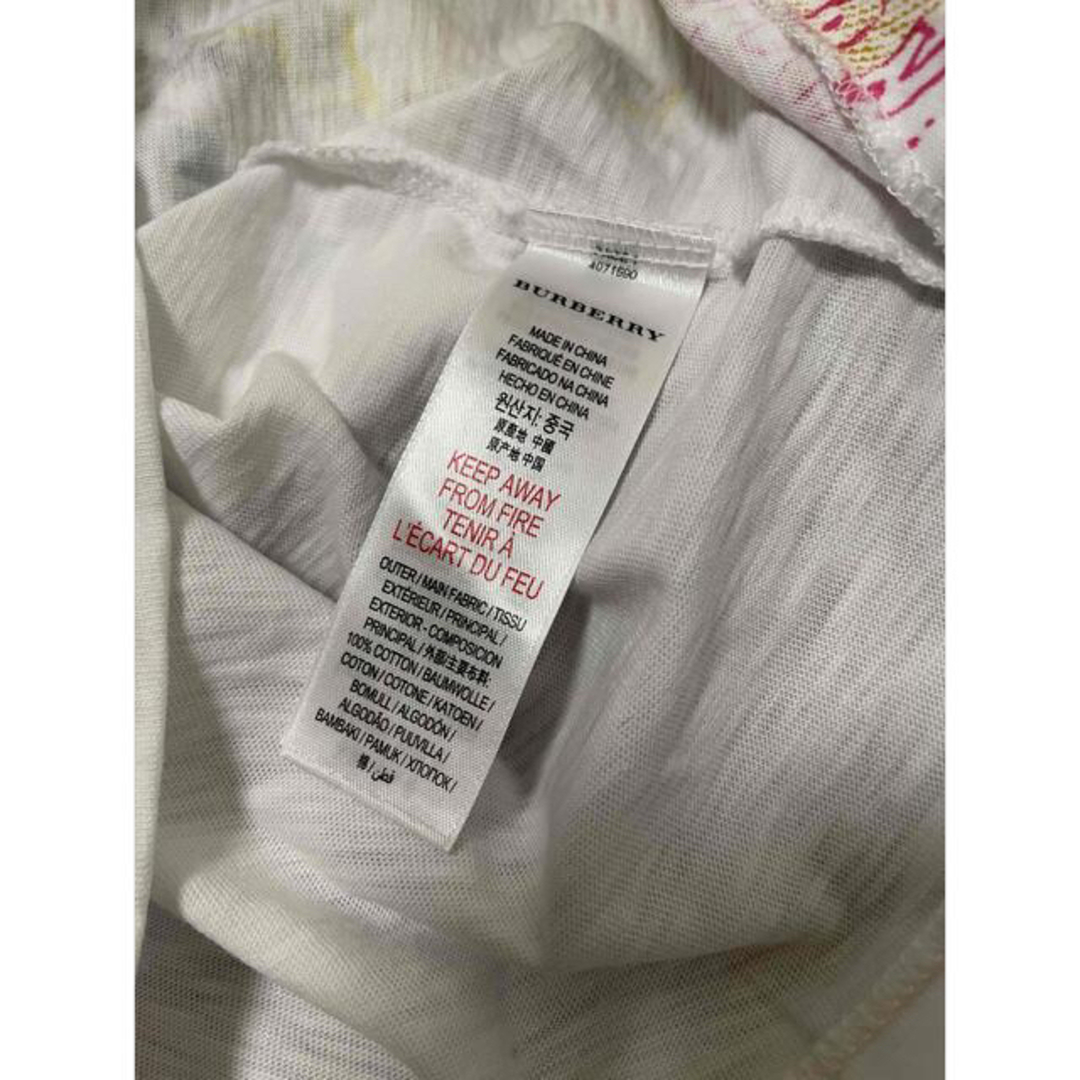 4071690
BURBERRY
MADE IN CHINA
FABRIQUÉ EN CHINE
FABRICADO NA CHINA
HECHO EN CHINA
원산지: 중국
原產地 中國
原产地 中国
KEEP AWAY
FROM FIRE
TENIR À
L'ÉCART DU FEU
OUTER / MAIN FABRIC / TISSU
EXTÉRIEUR / PRINCIPAL /
EXTERIOR - COMPOSICION
PRINCIPAL / 外部/主要布料:
100% COTTON / BAUMWOLLE /
COTON / COTONE / KATOEN /
BOMULL / ALGODÓN /
ALGODÃO / PUUVILLA /
BAMBAKI / PAMUK / ХЛОПОК /
棉 / قطن